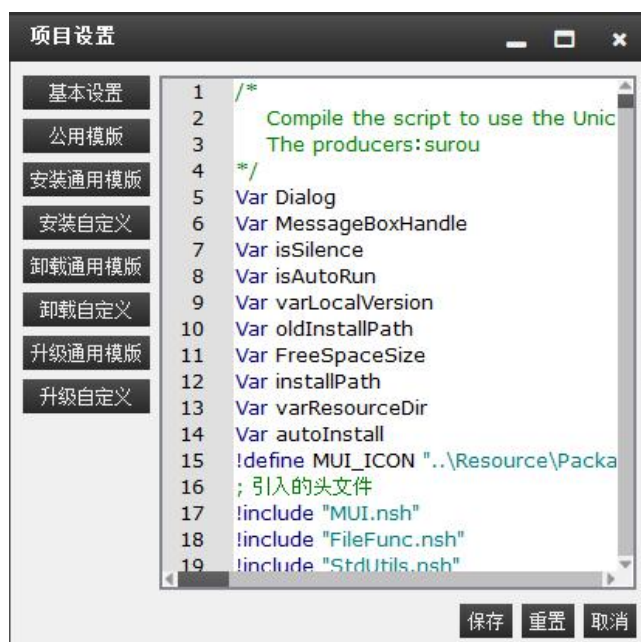 项目设置
基本设置
公用模版
安装通用模版
安装自定义
卸载通用模版
卸载自定义
升级通用模版
升级自定义
1 /*
2 Compile the script to use the Unic
3 The producers:surou
4 */
5 Var Dialog
6 Var MessageBoxHandle
7 Var isSilence
8 Var isAutoRun
9 Var varLocalVersion
10 Var oldInstallPath
11 Var FreeSpaceSize
12 Var installPath
13 Var varResourceDir
14 Var autoInstall
15 !define MUI_ICON "..\Resource\Packa
16 ; 引入的头文件
17 !include "MUI.nsh"
18 !include "FileFunc.nsh"
19 !include "StdUtils.nsh"
保存 重置 取消